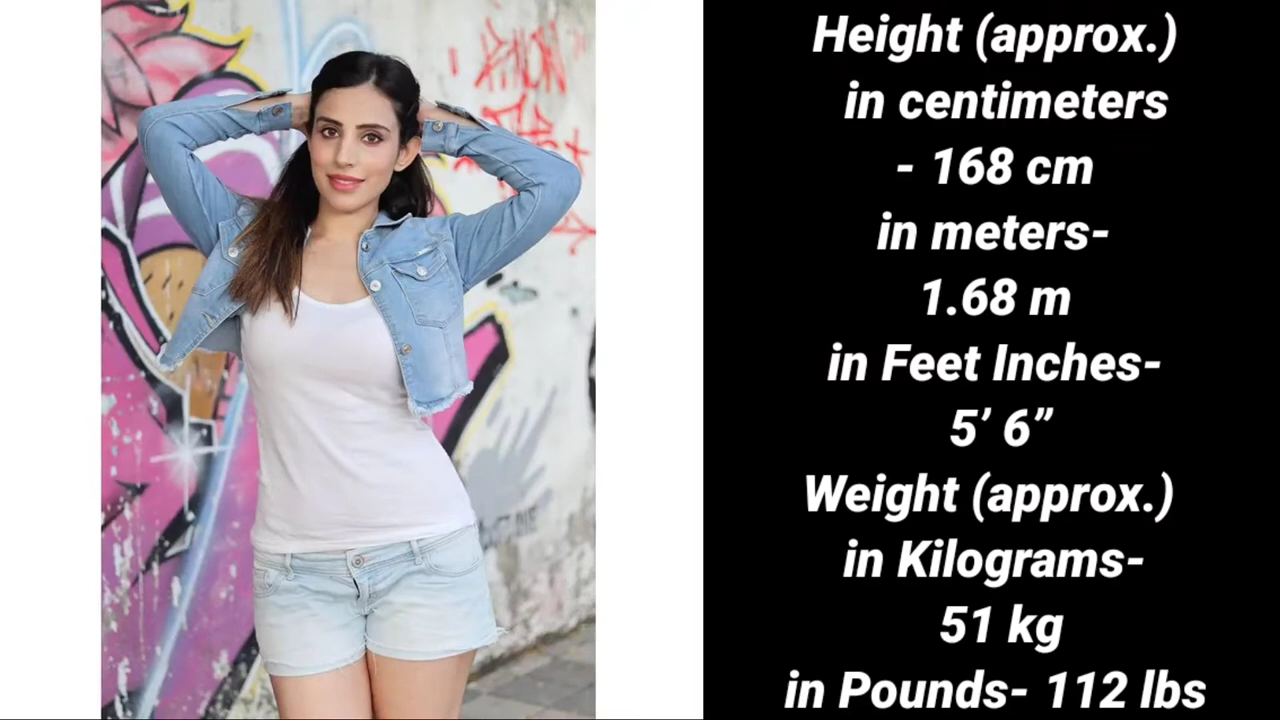 Height (approx.)
in centimeters
- 168 cm
in meters-
1.68 m
in Feet Inches-
5’ 6”
Weight (approx.)
in Kilograms-
51 kg
in Pounds- 112 lbs